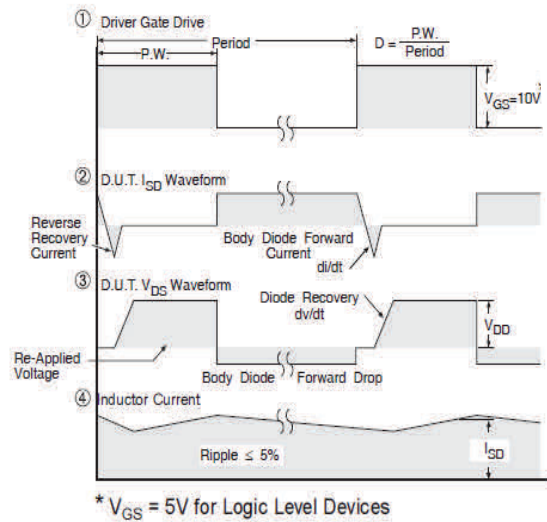 ① Driver Gate Drive
P.W.
Period
D = P.W.
Period
VGS=10V*
② D.U.T. ISD Waveform
Reverse
Recovery
Current
Body Diode Forward
Current
di/dt
③ D.U.T. VDS Waveform
Diode Recovery
dv/dt
VDD
Re-Applied
Voltage
Body Diode Forward Drop
④ Inductor Current
Ripple ≤ 5%
ISD
* VGS = 5V for Logic Level Devices